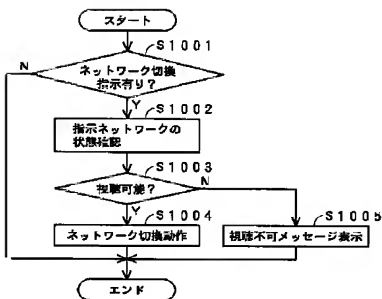 スタート
S1001
N
ネットワーク切換
指示有り?
Y
S1002
指示ネットワークの
状態確認
S1003
視聴可能?
N
Y
S1004
S1005
ネットワーク切換動作
視聴不可メッセージ表示
エンド